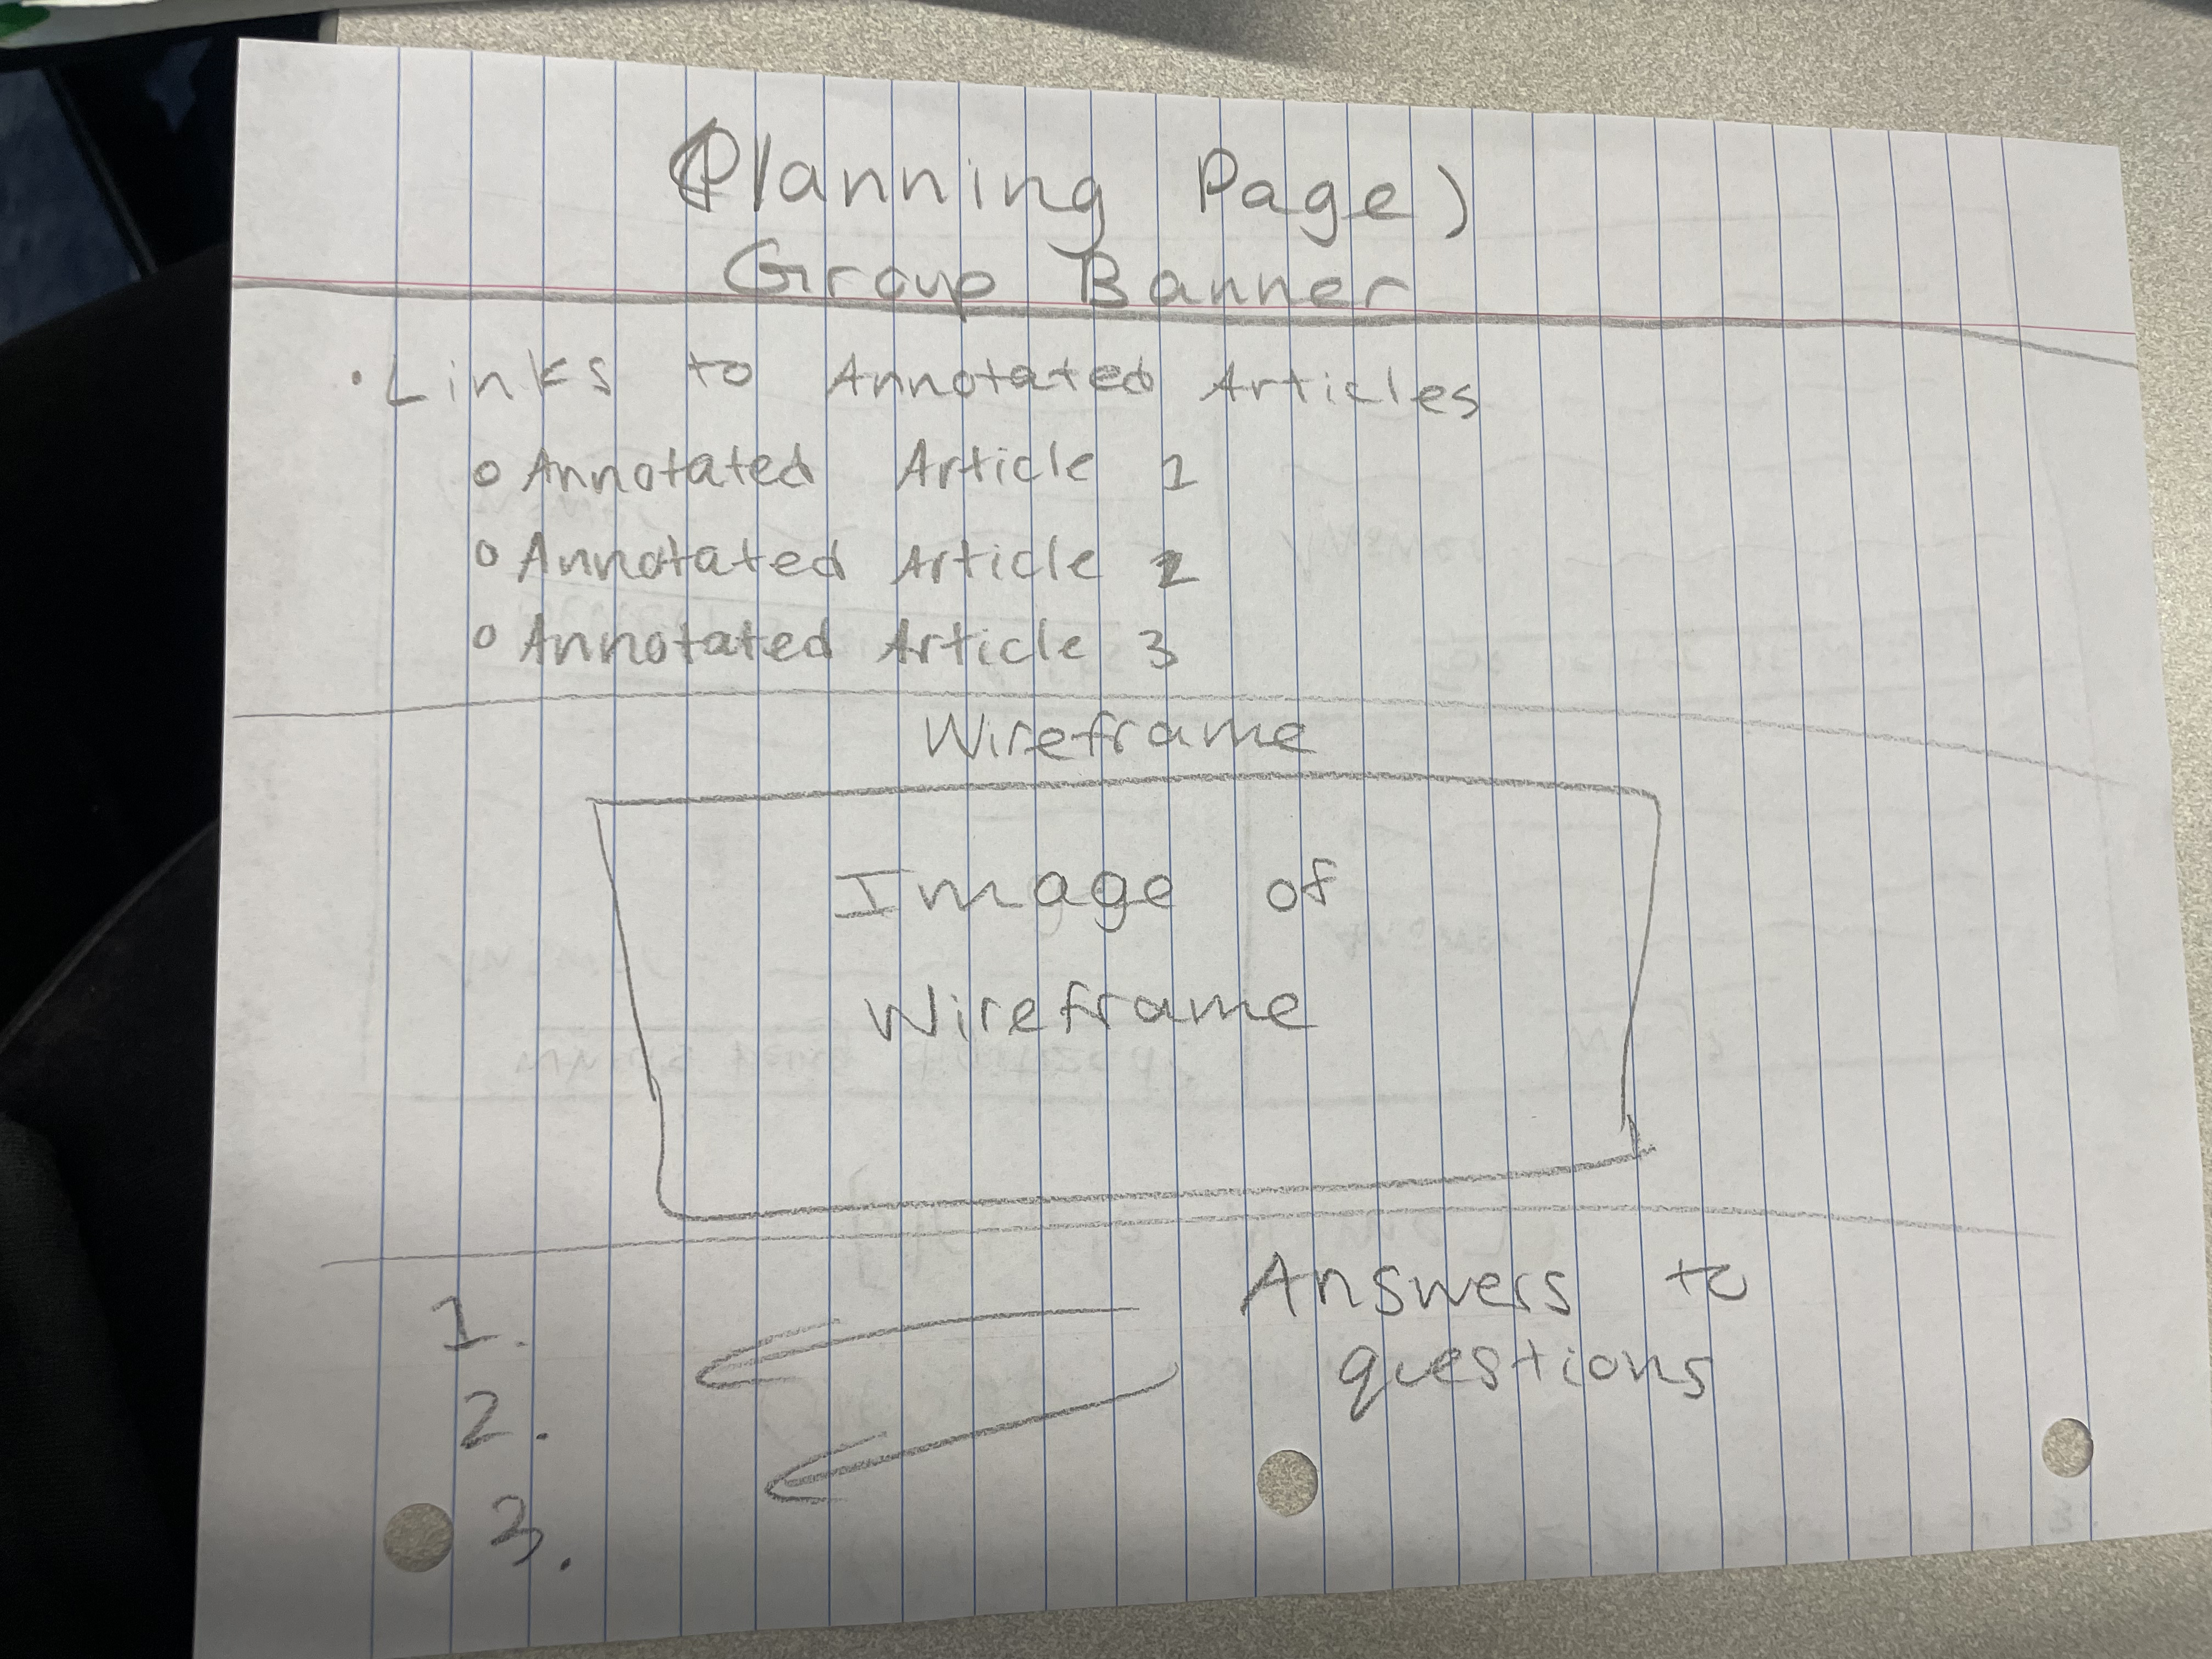 (Planning Page)
Group Banner
• Links to Annotated Articles
o Annotated Article 1
o Annotated Article 2
o Annotated Article 3
Wireframe
Image of
Wireframe
1.
2.
3.
Answers to
questions